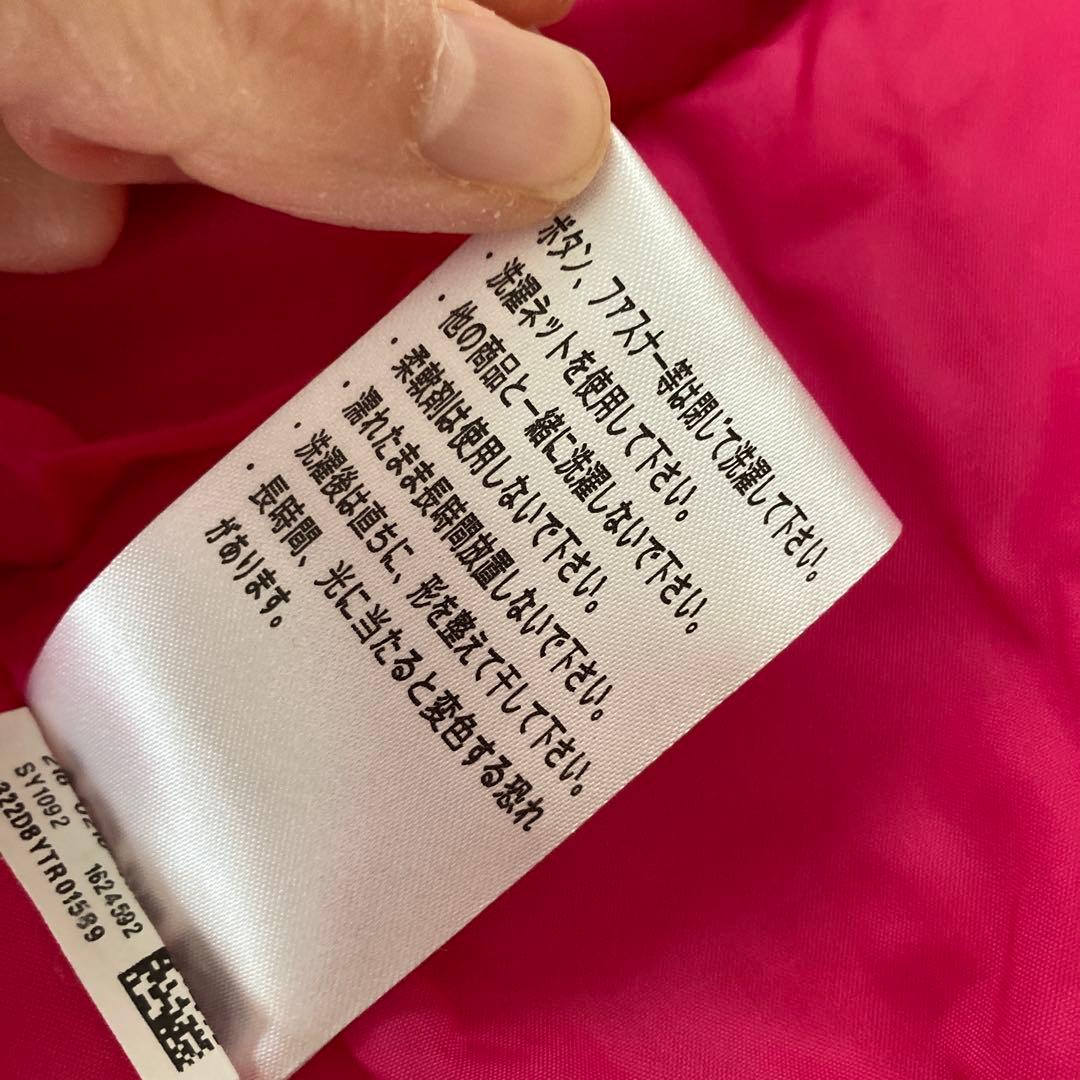 ボタン、ファスナー等は閉じて洗濯して下さい。
・洗濯ネットを使用して下さい。
・他の商品と一緒に洗濯しないで下さい。
・柔軟剤は使用しないで下さい。
・濡れたまま長時間放置しないで下さい。
・洗濯後は直ちに、形を整えて干して下さい。
・長時間、光に当たると変色する恐れ
があります。
SY1092 1624592
322D8YTR01589